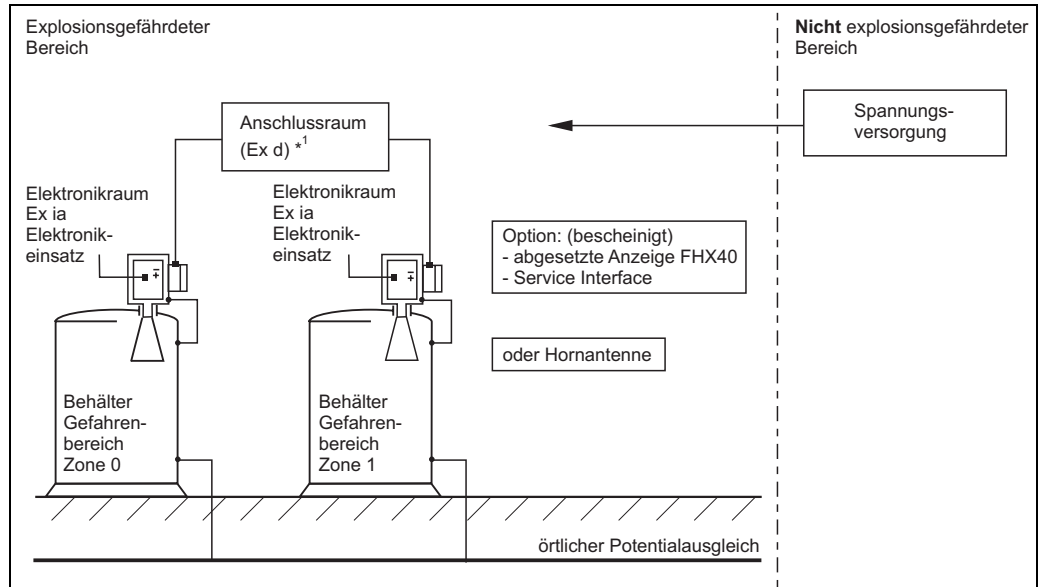 Explosionsgefährdeter
Bereich
Nicht explosionsgefährdeter
Bereich
Spannungs-
versorgung
Anschlussraum
(Ex d) *1
Elektronikraum
Ex ia
Elektronik-
einsatz
Elektronikraum
Ex ia
Elektronik-
einsatz
Option: (bescheinigt)
- abgesetzte Anzeige FHX40
- Service Interface
oder Hornantenne
Behälter
Gefahren-
bereich
Zone 0
Behälter
Gefahren-
bereich
Zone 1
örtlicher Potentialausgleich